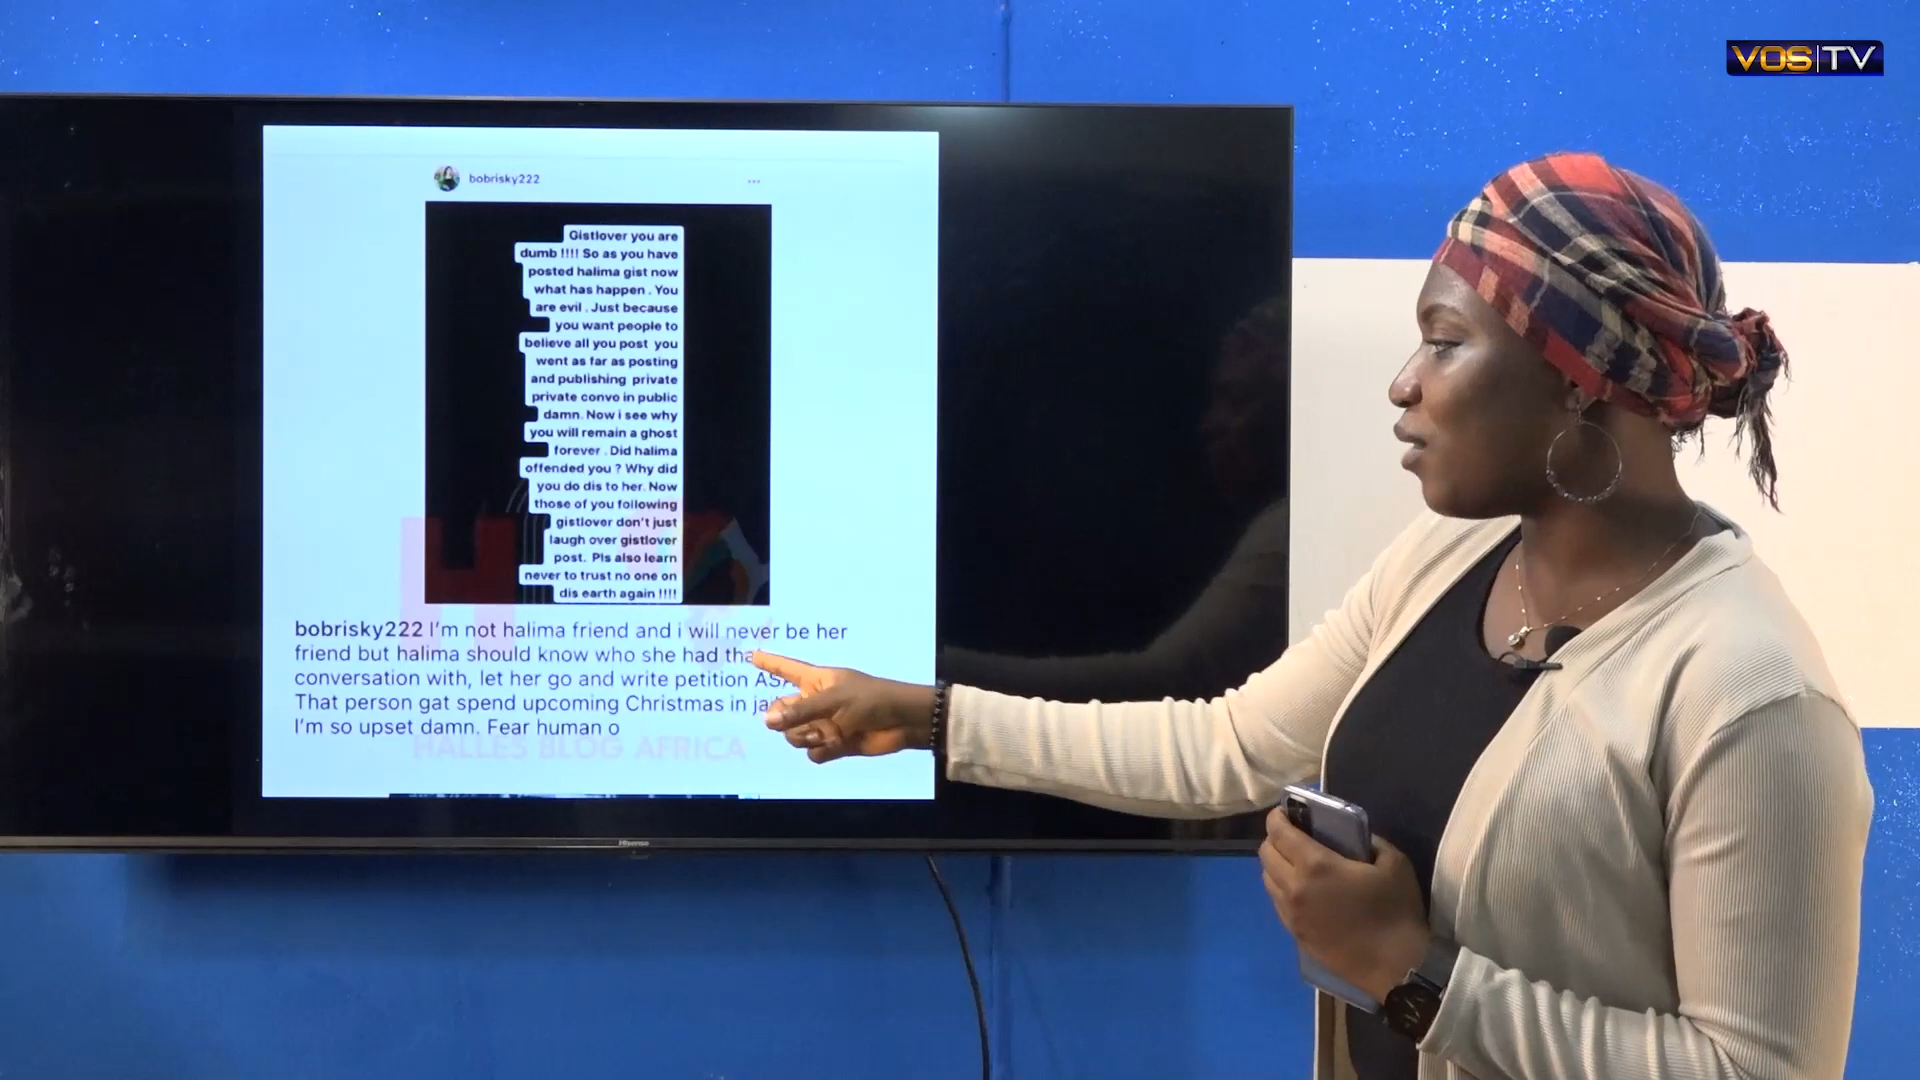 VOS|TV
bobrisky222
...
Gistlover you are
dumb !!!! So as you have
posted halima gist now
what has happen . You
are evil . Just because
you want people to
believe all you post you
went as far as posting
and publishing private
private convo in public
damn. Now i see why
you will remain a ghost
forever . Did halima
offended you ? Why did
you do dis to her. Now
those of you following
gistlover don't just
laugh over gistlover
post. Pls also learn
never to trust no one on
dis earth again !!!!
bobrisky222 I'm not halima friend and i will never be her
friend but halima should know who she had
conversation with, let her go and write petition
That person gat spend upcoming Christmas in
I'm so upset damn. Fear human o
HALLES BLOG AFRICA
Hisense